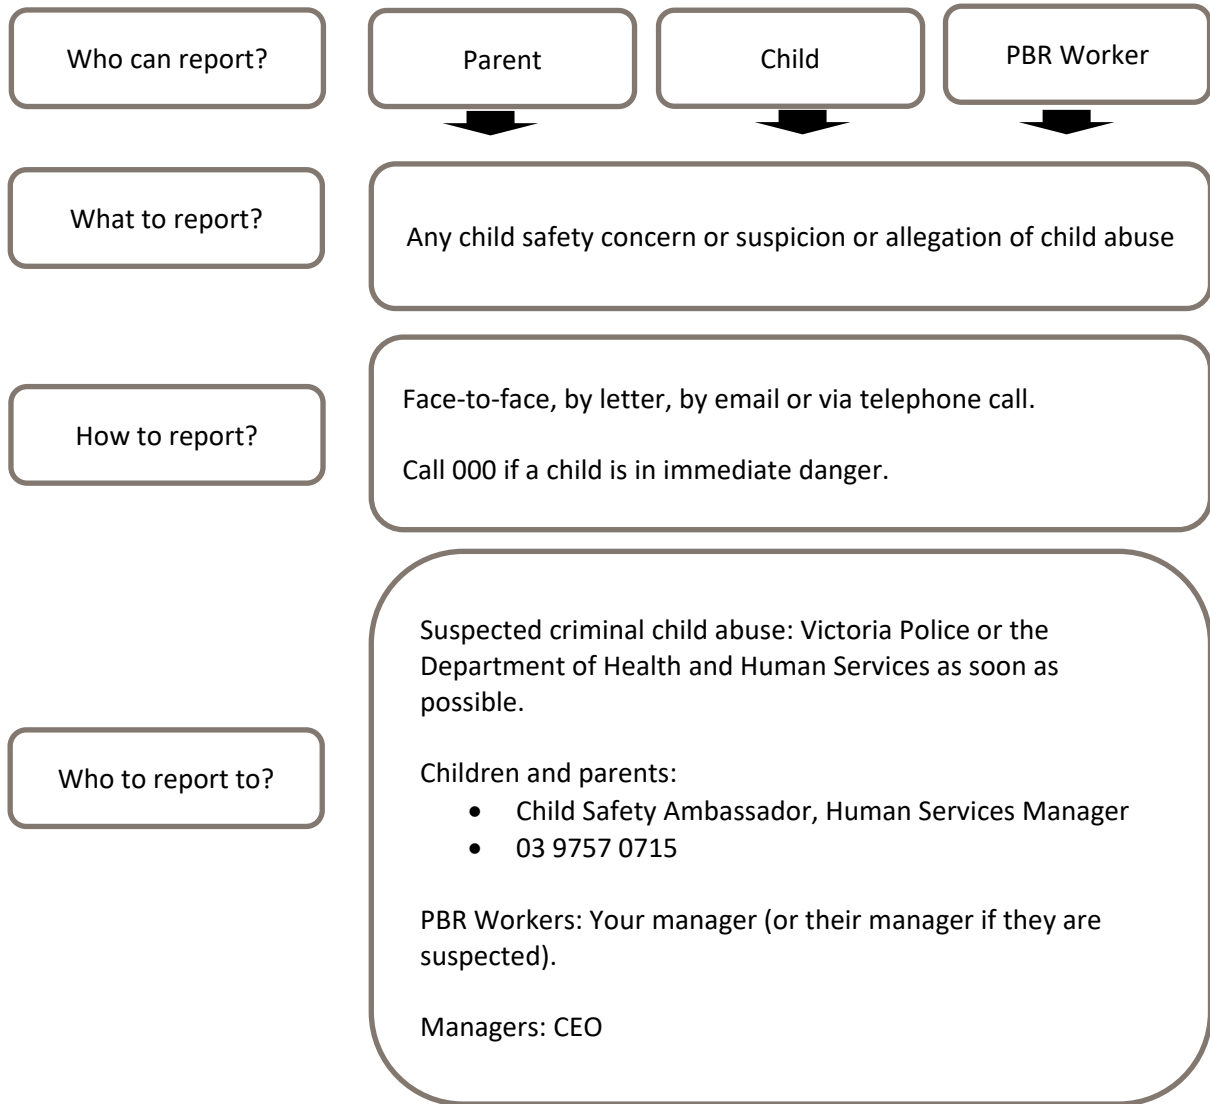 Who can report?
Parent
Child
PBR Worker
What to report?
Any child safety concern or suspicion or allegation of child abuse
How to report?
Face-to-face, by letter, by email or via telephone call.
Call 000 if a child is in immediate danger.
Who to report to?
Suspected criminal child abuse: Victoria Police or the
Department of Health and Human Services as soon as
possible.
Children and parents:
• Child Safety Ambassador, Human Services Manager
• 03 9757 0715
PBR Workers: Your manager (or their manager if they are
suspected).
Managers: CEO